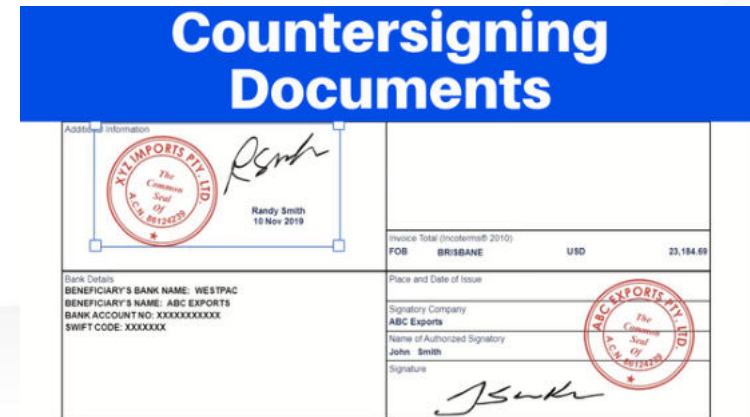 Countersigning
Documents
Additional Information
XYZ IMPORTS PTY. LTD.
The
Common
Seal
Of
A.C.N. 86124239
Randy Smith
10 Nov 2019
Invoice Total (Incoterms® 2010)
FOB BRISBANE USD 23,184.69
Bank Details
BENEFICIARY'S BANK NAME: WESTPAC
BENEFICIARY'S NAME: ABC EXPORTS
BANK ACCOUNT NO: XXXXXXXXXXX
SWIFT CODE: XXXXXXX
Place and Date of Issue
Signatory Company
ABC Exports
Name of Authorized Signatory
John Smith
Signature
ABC EXPORTS PTY. LTD.
The
Common
Seal
Of
A.C.N. 86124239